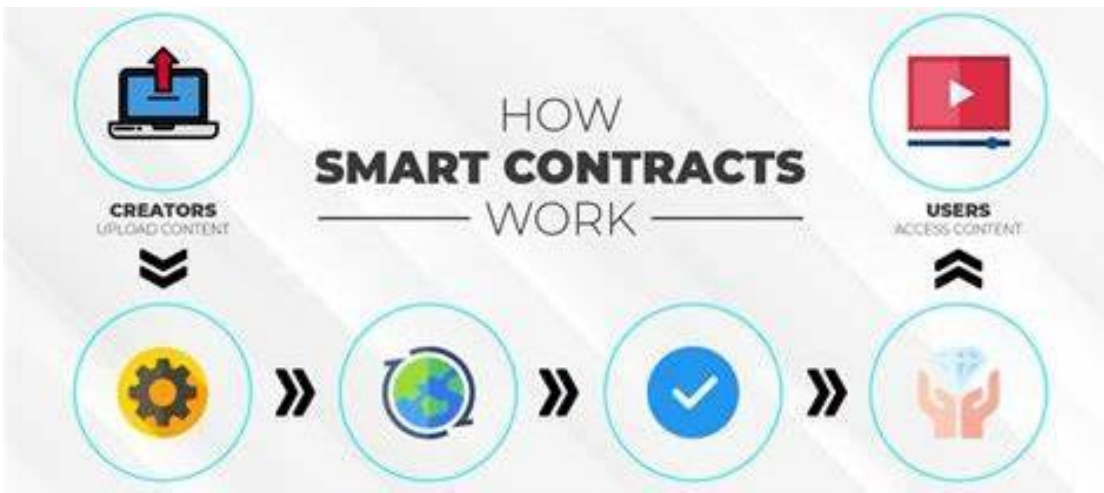 HOW
SMART CONTRACTS
WORK
CREATORS
UPLOAD CONTENT
USERS
ACCESS CONTENT